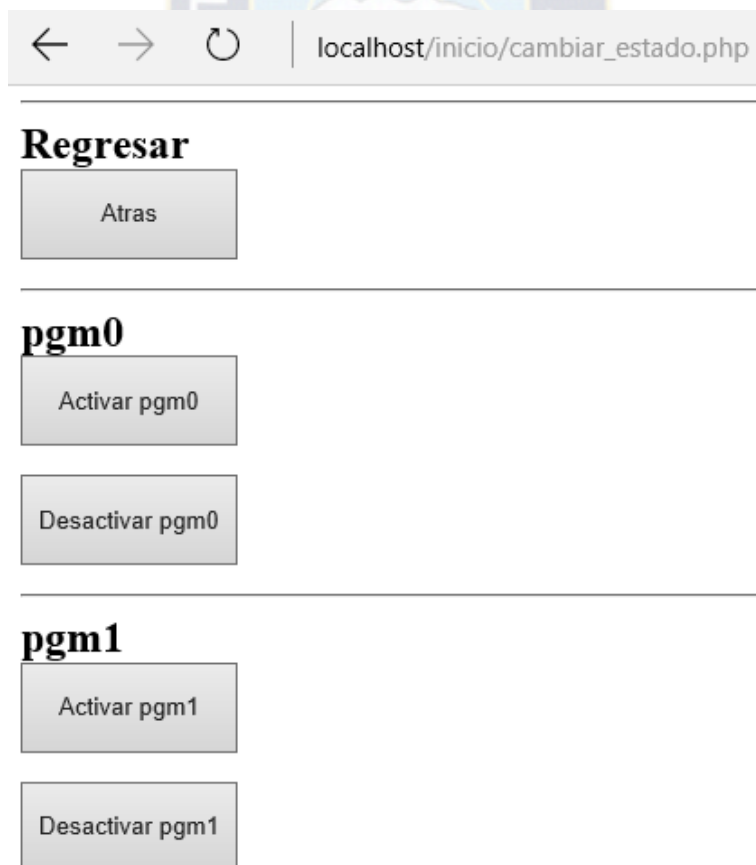 localhost/inicio/cambiar_estado.php
Regresar
Atras
pgm0
Activar pgm0
Desactivar pgm0
pgm1
Activar pgm1
Desactivar pgm1